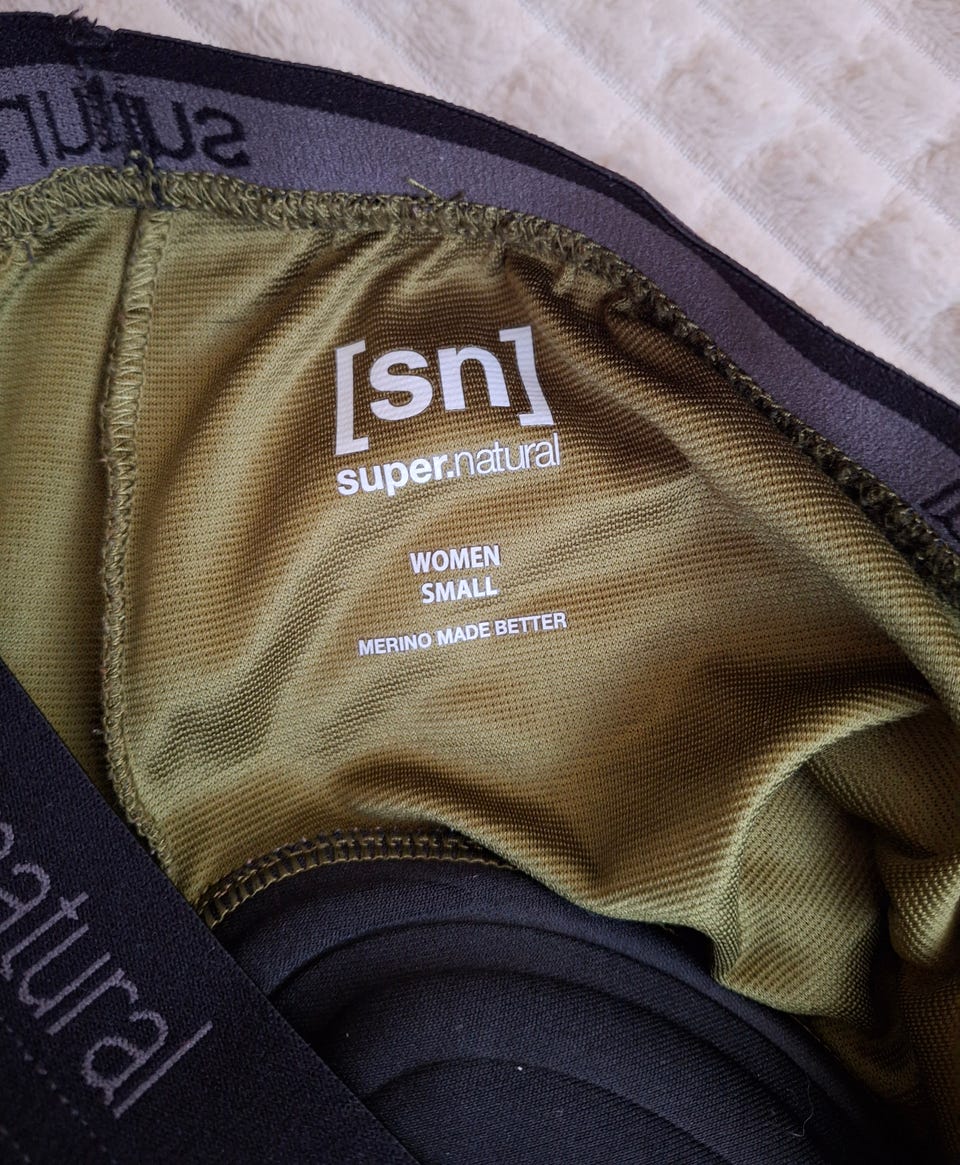 [sn]
super.natural
WOMEN
SMALL
MERINO MADE BETTER
natural